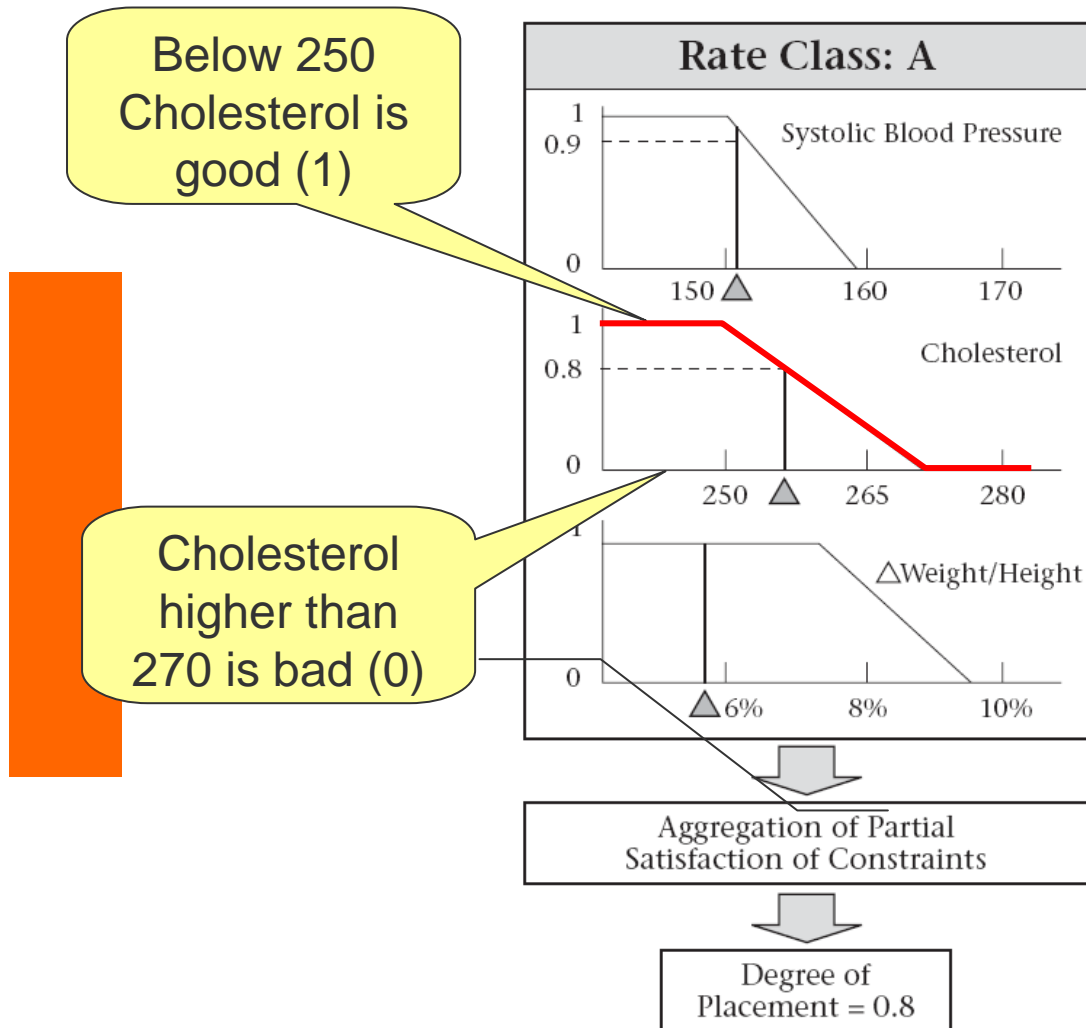 Below 250
Cholesterol is
good (1)
Rate Class: A
1
0.9
Systolic Blood Pressure
0
150
160
170
1
0.8
Cholesterol
0
250
265
280
Cholesterol
higher than
270 is bad (0)
1
△Weight/Height
0
6%
8%
10%
Aggregation of Partial
Satisfaction of Constraints
Degree of
Placement = 0.8